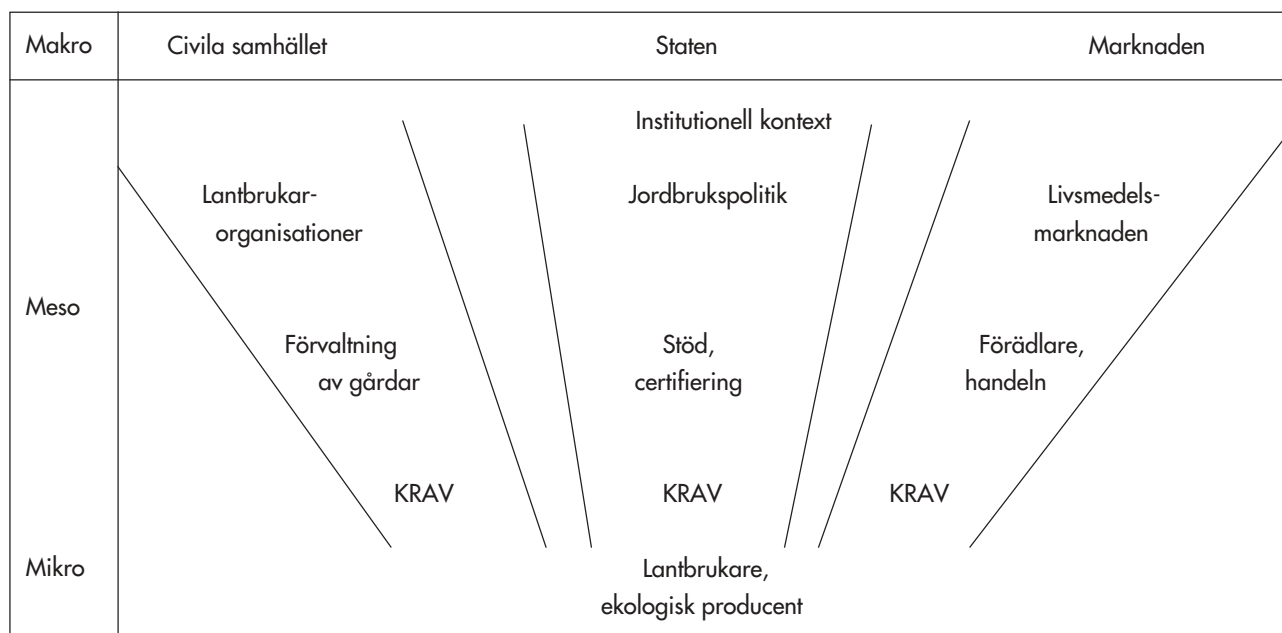 Makro Civila samhället Staten Marknaden
Institutionell kontext
Lantbrukar-
organisationer
Jordbrukspolitik
Livsmedels-
marknaden
Meso
Förvaltning
av gårdar
Stöd,
certifiering
Förädlare,
handeln
KRAV KRAV KRAV
Mikro
Lantbrukare,
ekologisk producent